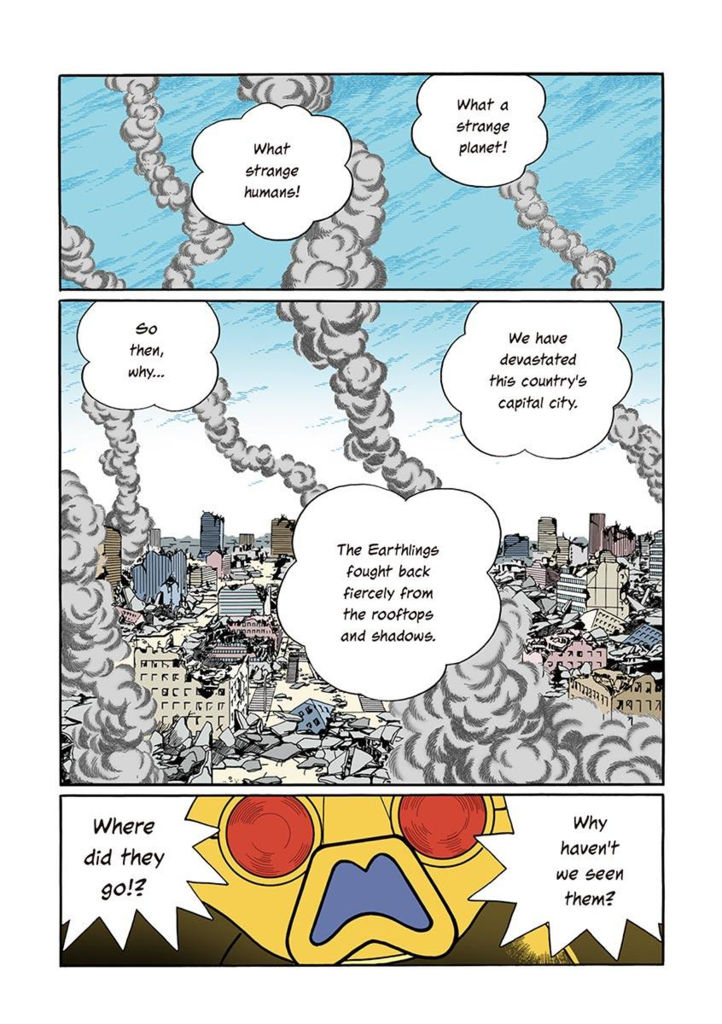 What a
strange
planet!
What
strange
humans!
We have
devastated
this country's
capital city.
The Earthlings
fought back
fiercely from
the rooftops
and shadows.
So
then,
why...
Why
haven't
we seen
them?
Where
did they
go!?